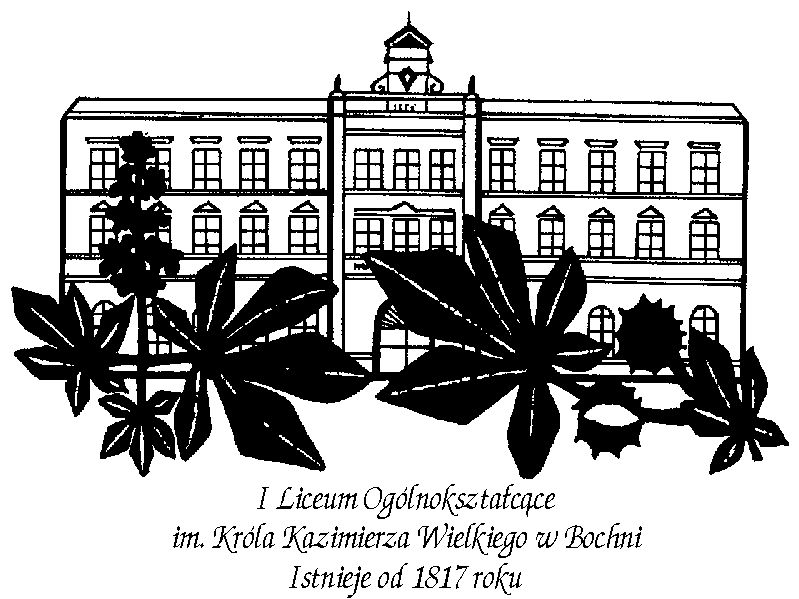 I Liceum Ogólnokształcące
im. Króla Kazimierza Wielkiego w Bochni
Istnieje od 1817 roku